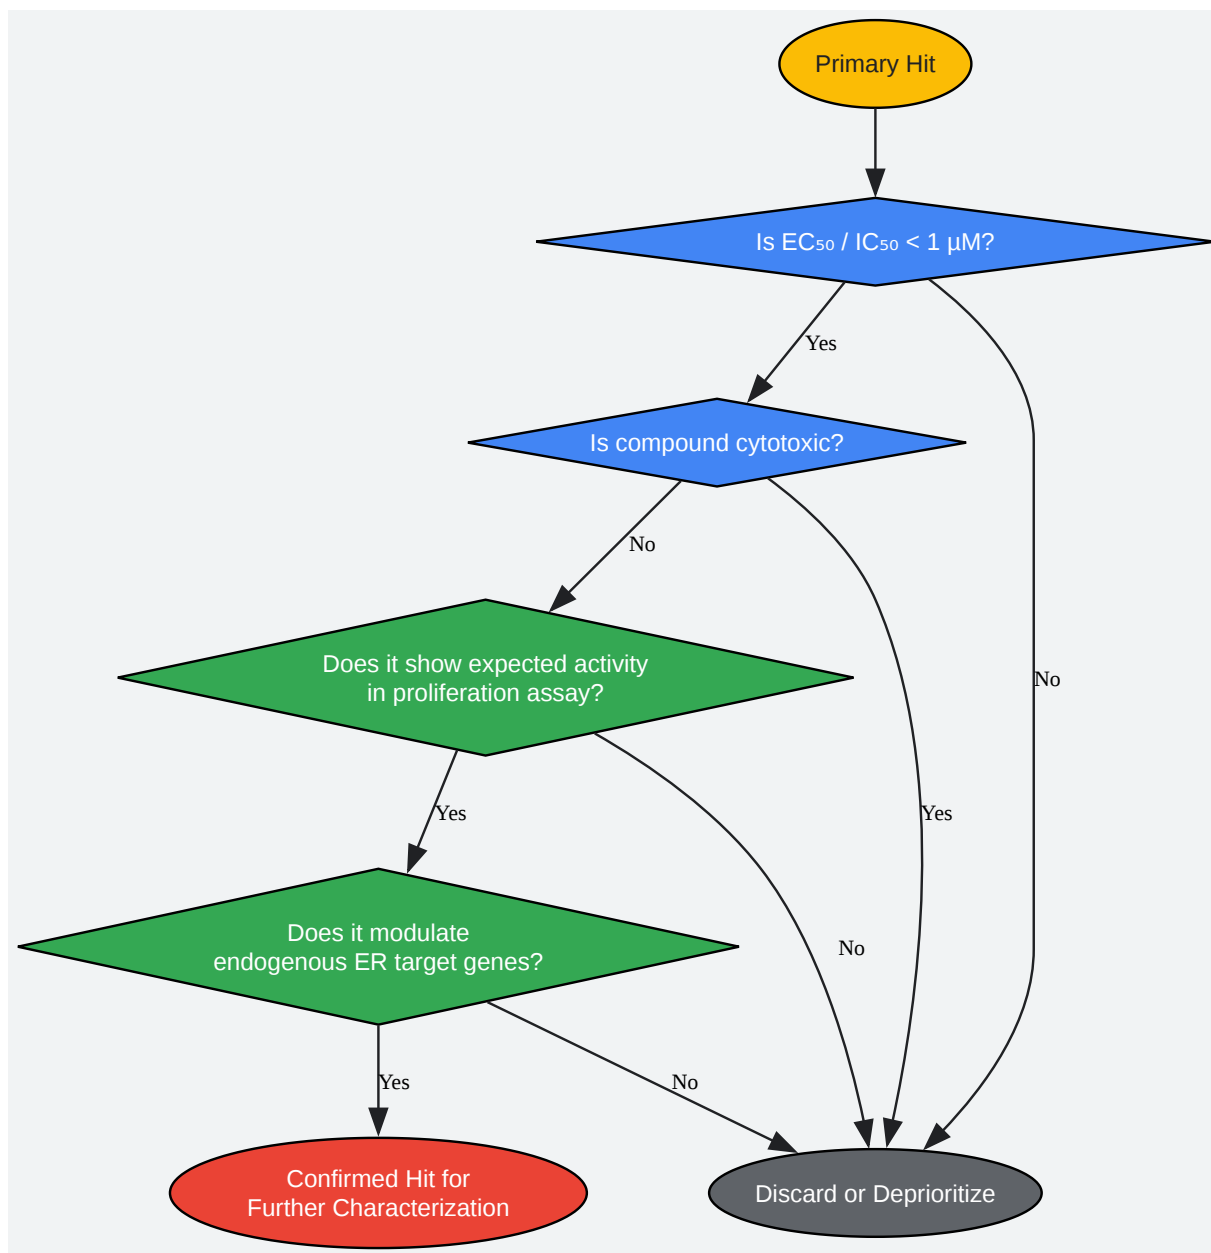 Primary Hit
Is EC₅₀ / IC₅₀ < 1 µM?
Yes
Is compound cytotoxic?
No
Does it show expected activity
in proliferation assay?
No
Yes
Yes
Does it modulate
endogenous ER target genes?
No
Yes
No
Confirmed Hit for
Further Characterization
Discard or Deprioritize